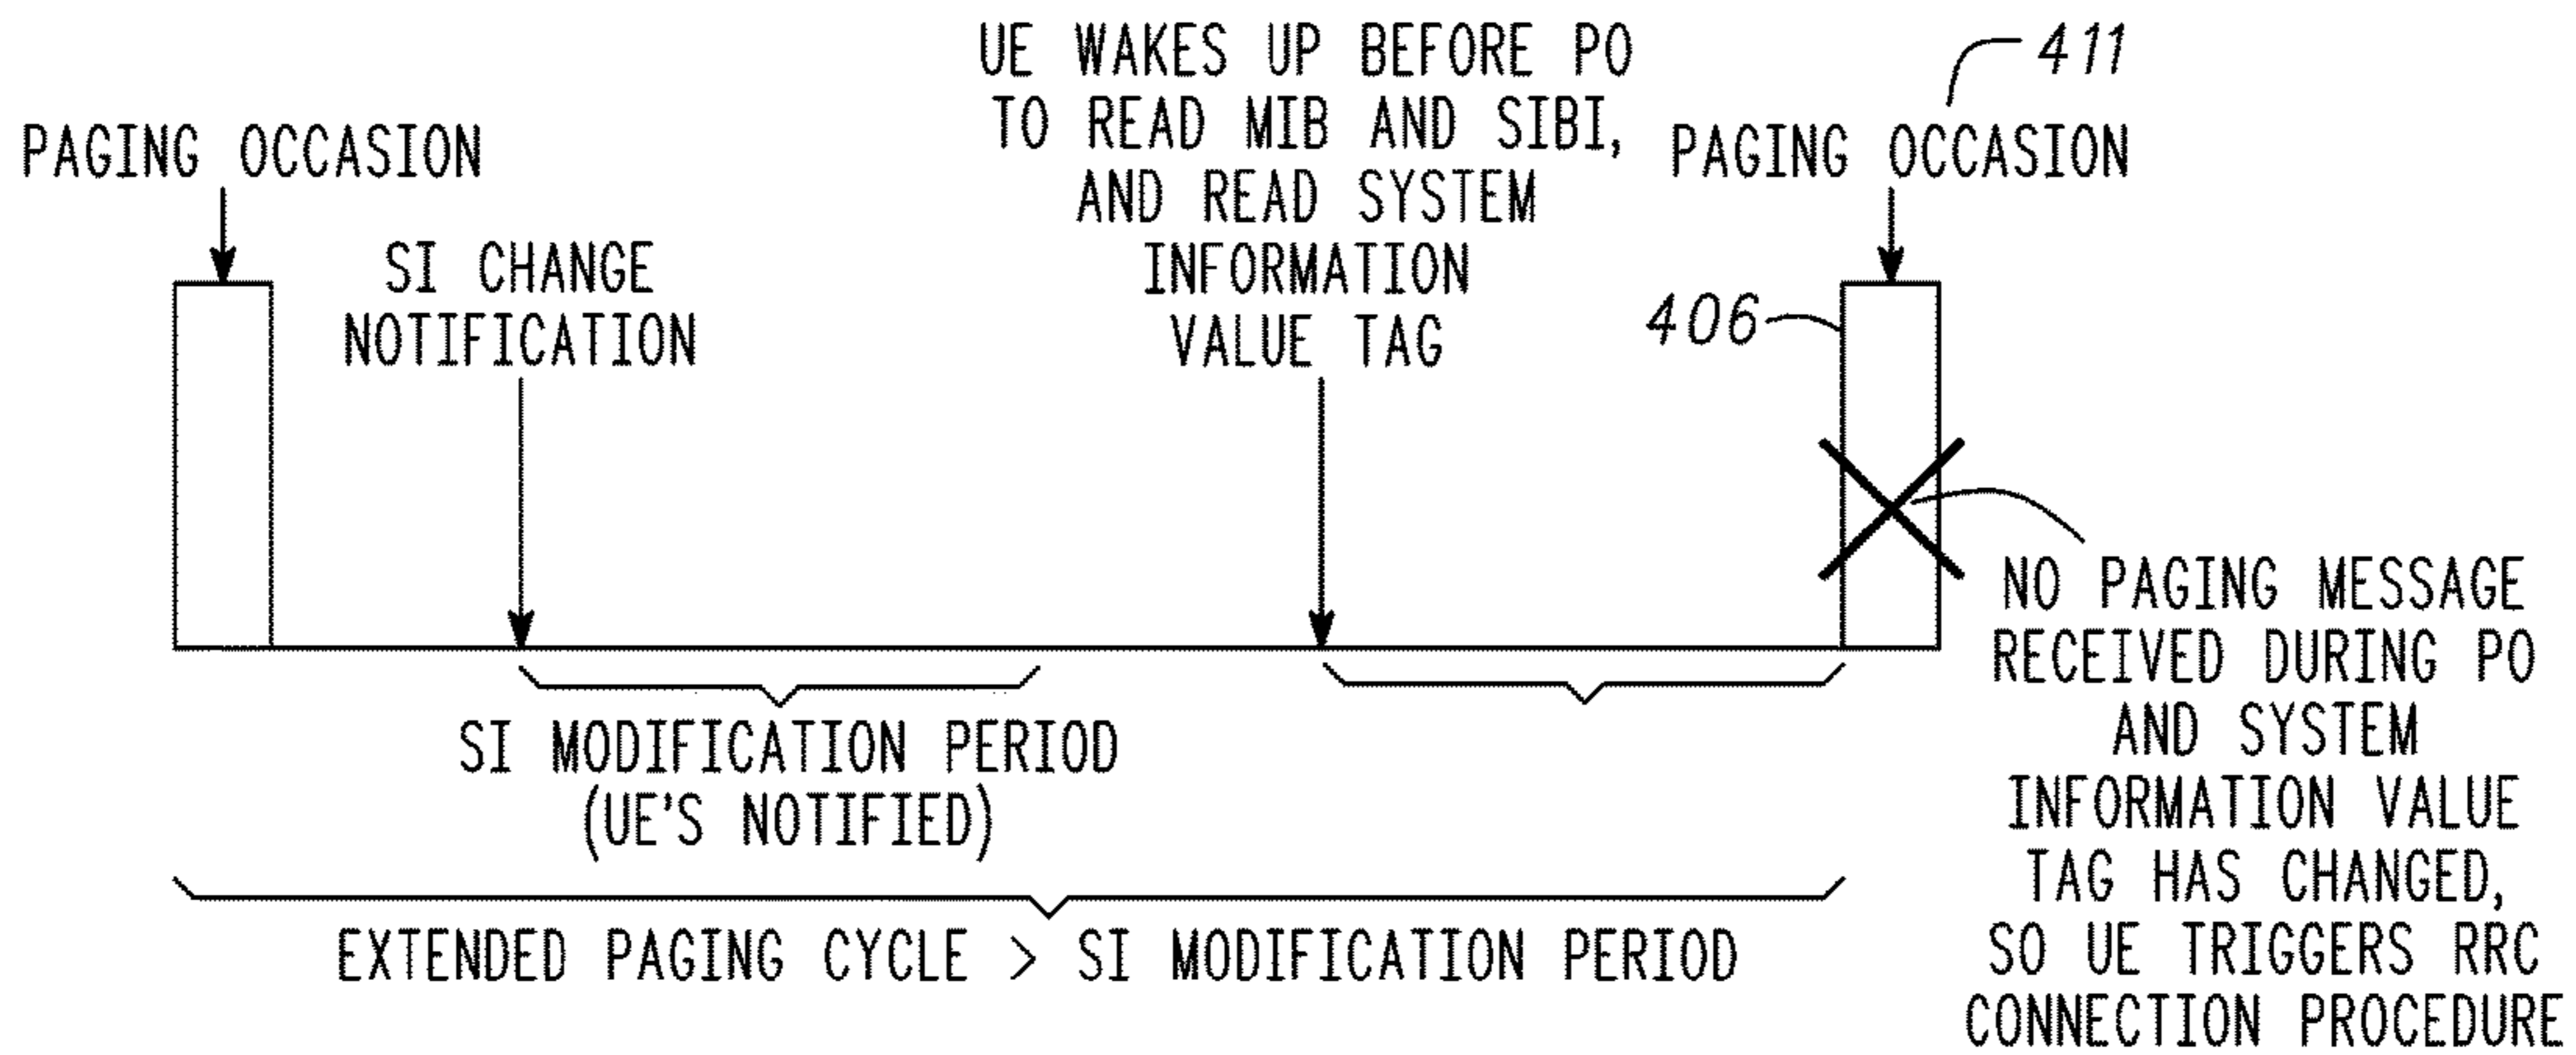 PAGING OCCASION
SI CHANGE
NOTIFICATION
UE WAKES UP BEFORE PO
TO READ MIB AND SIBI,
AND READ SYSTEM
INFORMATION
VALUE TAG
411
PAGING OCCASION
406
NO PAGING MESSAGE
RECEIVED DURING PO
AND SYSTEM
INFORMATION VALUE
TAG HAS CHANGED,
SO UE TRIGGERS RRC
CONNECTION PROCEDURE
SI MODIFICATION PERIOD
(UE'S NOTIFIED)
EXTENDED PAGING CYCLE > SI MODIFICATION PERIOD